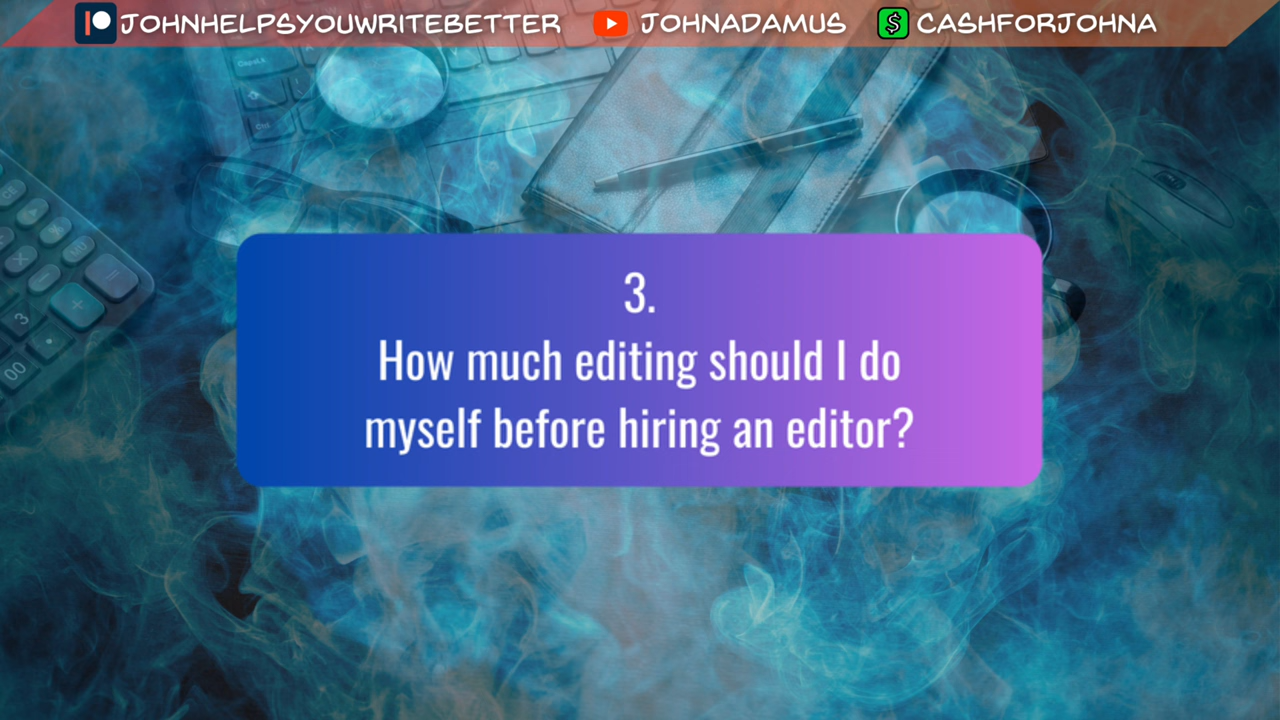 JOHNHELPSYOUWRITEBETTER JOHNADAMUS $ CASHFORJOHNA
3.
How much editing should I do
myself before hiring an editor?